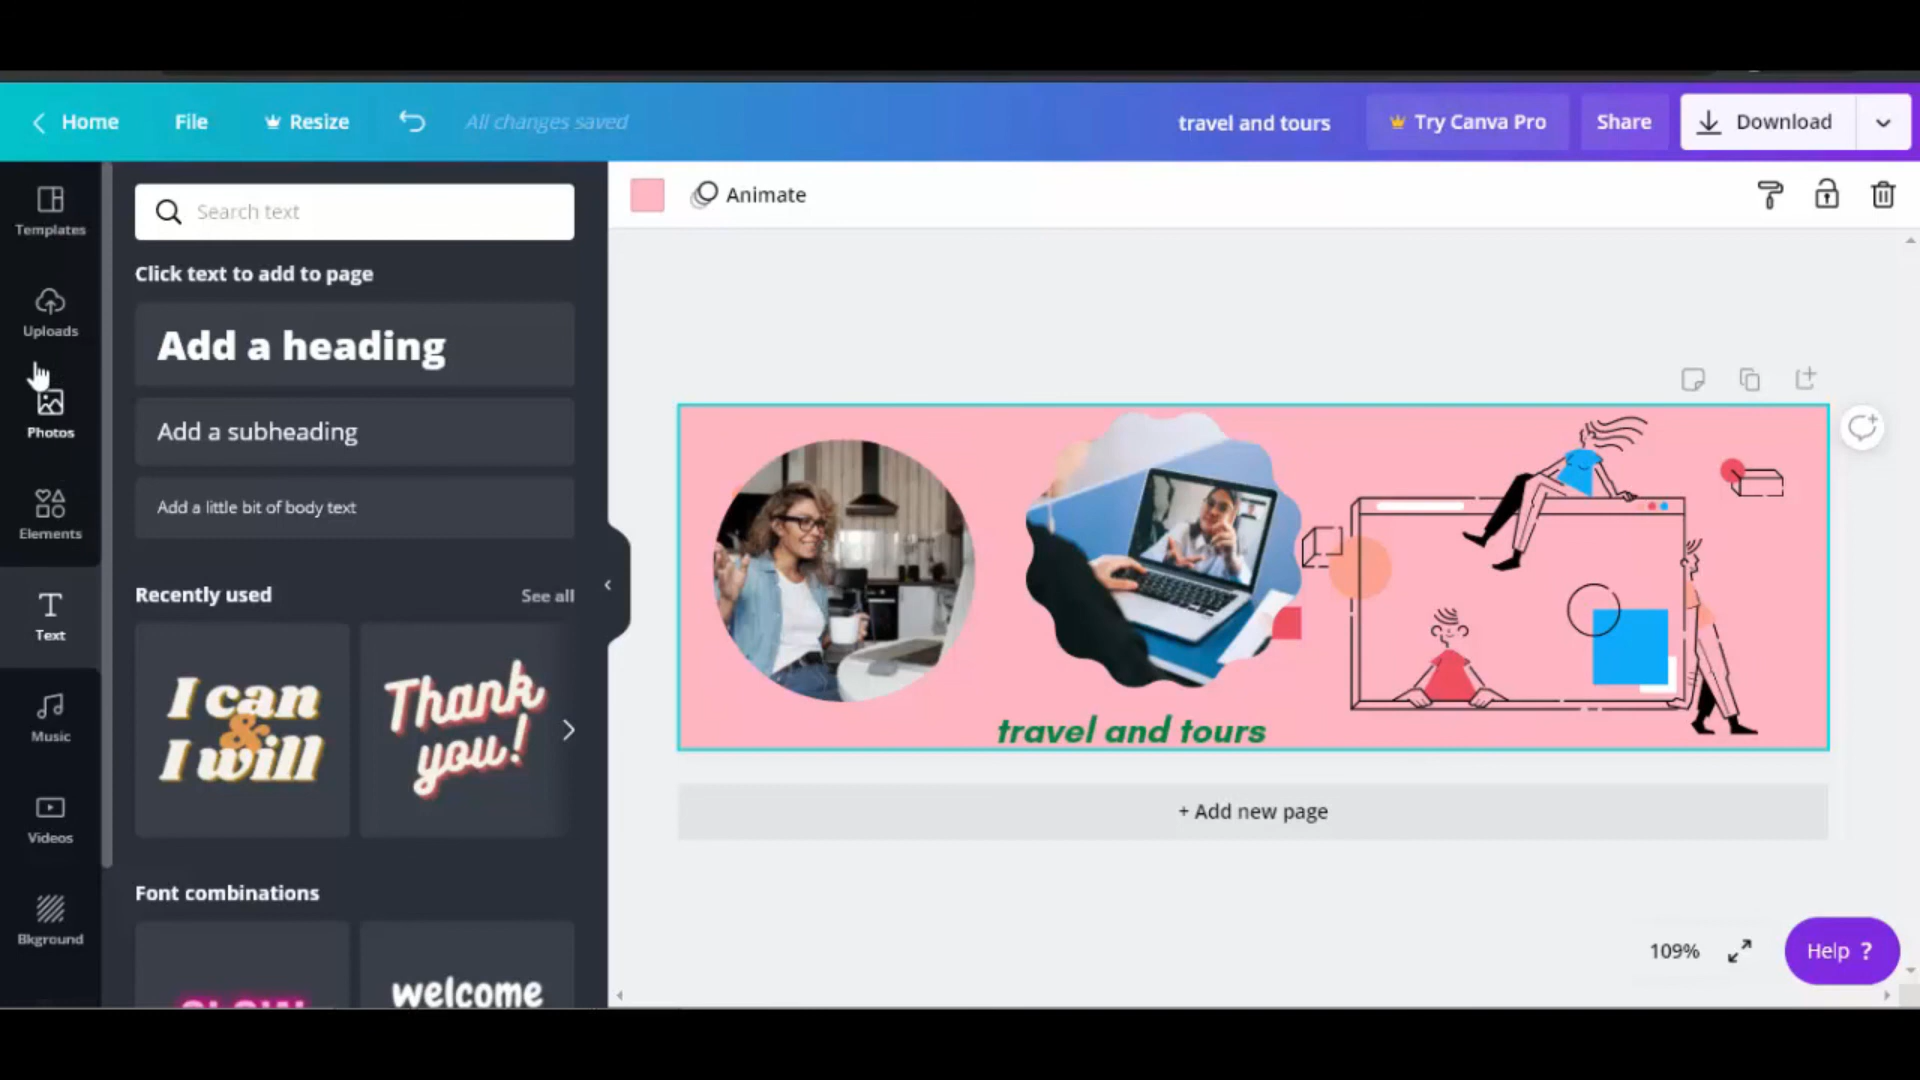 Home
File
Resize
All changes saved
travel and tours
Try Canva Pro
Share
Download
Templates
Uploads
Photos
Elements
Text
Music
Videos
Bkground
Search text
Click text to add to page
Add a heading
Add a subheading
Add a little bit of body text
Recently used
See all
I can
&
I will
Thank
you!
Font combinations
GLOW
welcome
Animate
travel and tours
+ Add new page
109%
Help ?